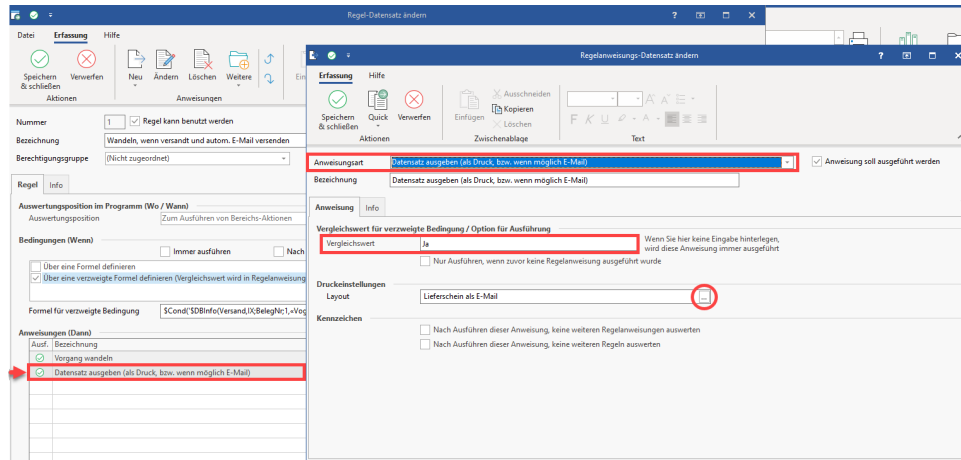 Regel-Datensatz ändern
Datei Erfassung Hilfe
Speichern & schließen
Verwerfen
Neu
Ändern
Löschen
Weitere
Aktionen
Anweisungen
Nummer 1 Regel kann benutzt werden
Bezeichnung Wandeln, wenn versandt und autom. E-Mail versenden
Berechtigungsgruppe (Nicht zugeordnet)
Regel Info
Auswertungsposition im Programm (Wo / Wann)
Auswertungsposition Zum Ausführen von Bereichs-Aktionen
Bedingungen (Wenn)
Immer ausführen Nach
Über eine Formel definieren
Über eine verzweigte Formel definieren (Vergleichswert wird in Regelanweisung
Formel für verzweigte Bedingung $Cond('$DBInfo(Versand,IX;BelegNr;1,«Vog
Anweisungen (Dann)
Ausf. Bezeichnung
Vorgang wandeln
Datensatz ausgeben (als Druck, bzw. wenn möglich E-Mail)
Regelanweisungs-Datensatz ändern
Erfassung Hilfe
Speichern & schließen
Quick
Verwerfen
Einfügen
Ausschneiden
Kopieren
Löschen
F K U
Aktionen
Zwischenablage
Text
Anweisungsart Datensatz ausgeben (als Druck, bzw. wenn möglich E-Mail) Anweisung soll ausgeführt werden
Bezeichnung Datensatz ausgeben (als Druck, bzw. wenn möglich E-Mail)
Anweisung Info
Vergleichswert für verzweigte Bedingung / Option für Ausführung
Vergleichswert Ja
Wenn Sie hier keine Eingabe hinterlegen,
wird diese Anweisung immer ausgeführt
Nur Ausführen, wenn zuvor keine Regelanweisung ausgeführt wurde
Druckeinstellungen
Layout Lieferschein als E-Mail ...
Kennzeichen
Nach Ausführen dieser Anweisung, keine weiteren Regelanweisungen auswerten
Nach Ausführen dieser Anweisung, keine weiteren Regeln auswerten